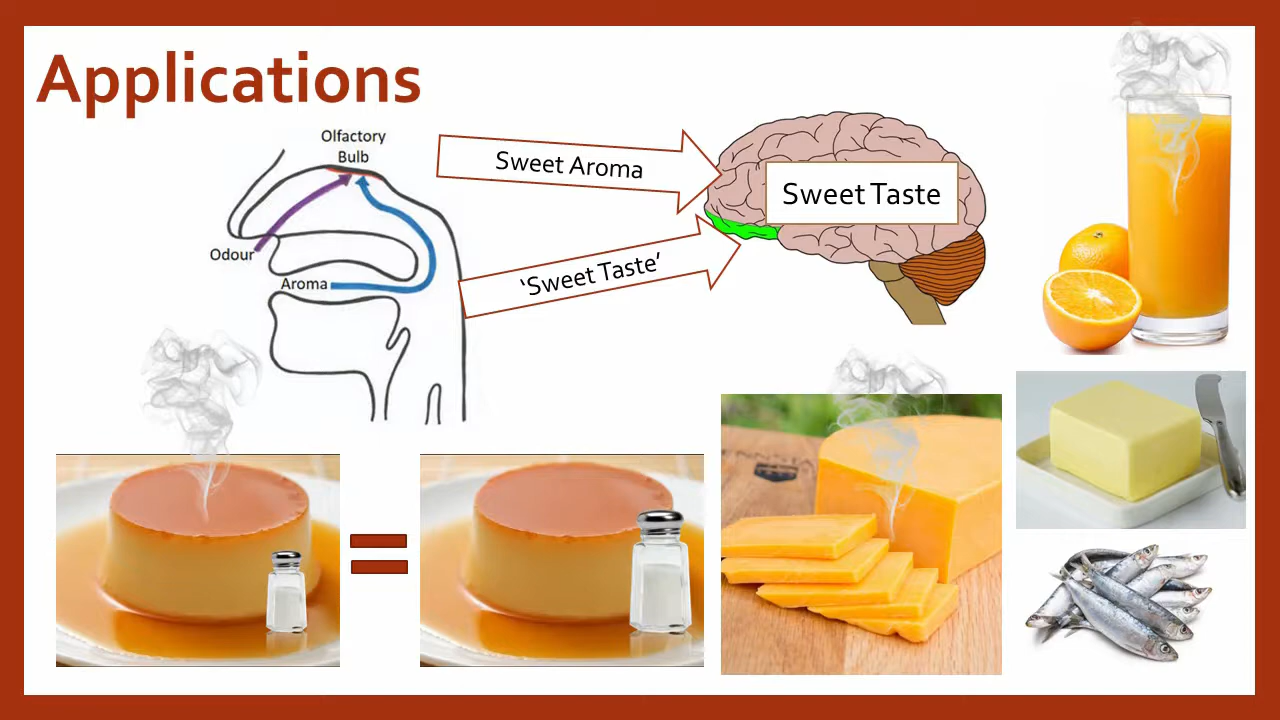 Applications
Olfactory
Bulb
Odour
Aroma
Sweet Aroma
‘Sweet Taste’
Sweet Taste